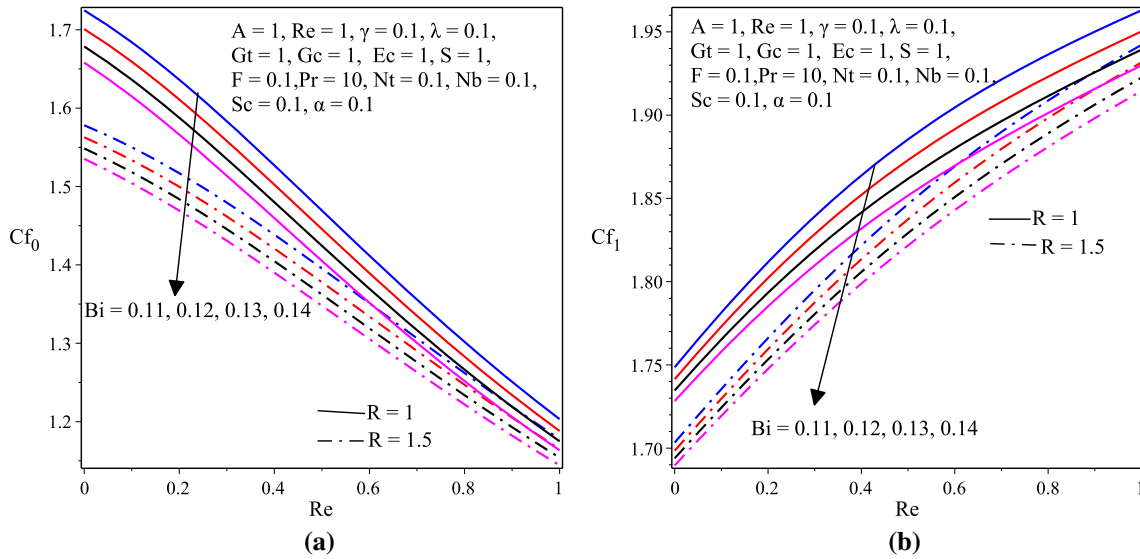 A = 1, Re = 1, γ = 0.1, λ = 0.1,
Gt = 1, Gc = 1, Ec = 1, S = 1,
F = 0.1,Pr = 10, Nt = 0.1, Nb = 0.1,
Sc = 0.1, α = 0.1
1.7
1.6
1.5
Cf0
1.4
1.3
1.2
Bi = 0.11, 0.12, 0.13, 0.14
R = 1
R = 1.5
0 0.2 0.4 0.6 0.8 1
Re
(a)
A = 1, Re = 1, γ = 0.1, λ = 0.1,
Gt = 1, Gc = 1, Ec = 1, S = 1,
F = 0.1,Pr = 10, Nt = 0.1, Nb = 0.1,
Sc = 0.1, α = 0.1
1.95
1.90
1.85
Cf1
1.80
1.75
1.70
R = 1
R = 1.5
Bi = 0.11, 0.12, 0.13, 0.14
0 0.2 0.4 0.6 0.8 1
Re
(b)